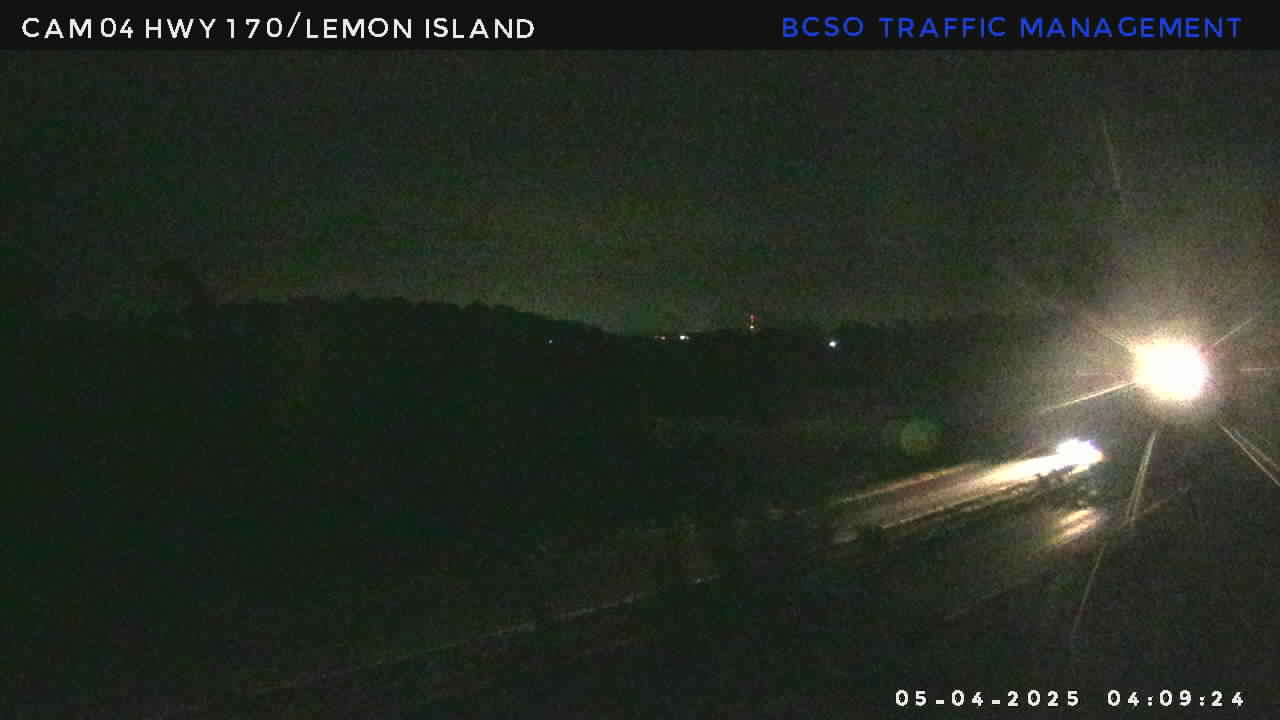 CAM04 HWY 170/LEMON ISLAND
BCSO TRAFFIC MANAGEMENT
05-04-2025 04:09:24